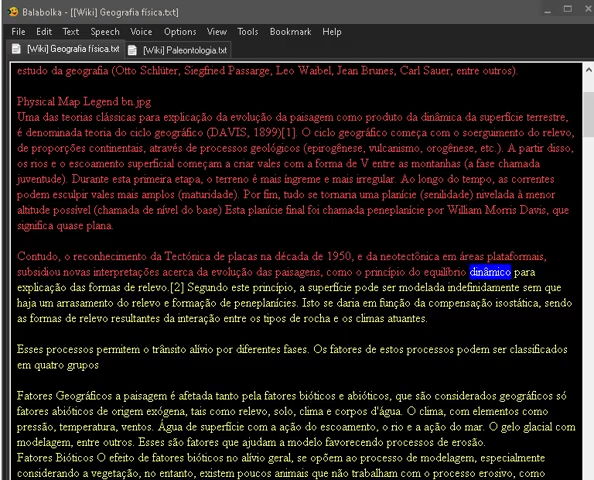 Balabolka - [[Wiki] Geografia física.txt]
File Edit Text Speech Voice Options View Tools Bookmark Help
[Wiki] Geografia física.txt [Wiki] Paleontologia.txt
estudo da geografia (Otto Schlüter, Siegfried Passarge, Leo Waibel, Jean Brunes, Carl Sauer, entre outros).
Physical Map Legend bn.jpg
Uma das teorias clássicas para explicação da evolução da paisagem como produto da dinâmica da superfície terrestre,
é denominada teoria do ciclo geográfico (DAVIS, 1899)[1]. O ciclo geográfico começa com o soerguimento do relevo,
de proporções continentais, através de processos geológicos (epirogênese, vulcanismo, orogênese, etc.). A partir disso,
os rios e o escoamento superficial começam a criar vales com a forma de V entre as montanhas (a fase chamada
juventude). Durante esta primeira etapa, o terreno é mais íngreme e mais irregular. Ao longo do tempo, as correntes
podem esculpir vales mais amplos (maturidade). Por fim, tudo se tornaria uma planície (senilidade) nivelada à menor
altitude possível (chamada de nível do base) Esta planície final foi chamada peneplanície por William Morris Davis, que
significa quase plana.
Contudo, o reconhecimento da Tectónica de placas na década de 1950, e da neotectônica em áreas plataformais,
subsidiou novas interpretações acerca da evolução das paisagens, como o princípio do equilíbrio dinâmico para
explicação das formas de relevo.[2] Segundo este princípio, a superfície pode ser modelada indefinidamente sem que
haja um arrasamento do relevo e formação de peneplanícies. Isto se daria em função da compensação isostática, sendo
as formas de relevo resultantes da interação entre os tipos de rocha e os climas atuantes.
Esses processos permitem o trânsito alívio por diferentes fases. Os fatores de estos processos podem ser classificados
em quatro grupos
Fatores Geográficos a paisagem é afetada tanto pela fatores bióticos e abióticos, que são considerados geográficos só
fatores abióticos de origem exógena, tais como relevo, solo, clima e corpos d'água. O clima, com elementos como
pressão, temperatura, ventos. Água de superfície com a ação do escoamento, o rio e a ação do mar. O gelo glacial com
modelagem, entre outros. Esses são fatores que ajudam a modelo favorecendo processos de erosão.
Fatores Bióticos O efeito de fatores bióticos no alívio geral, se opõem ao processo de modelagem, especialmente
considerando a vegetação, no entanto, existem poucos animais que não trabalham com o processo erosivo, como